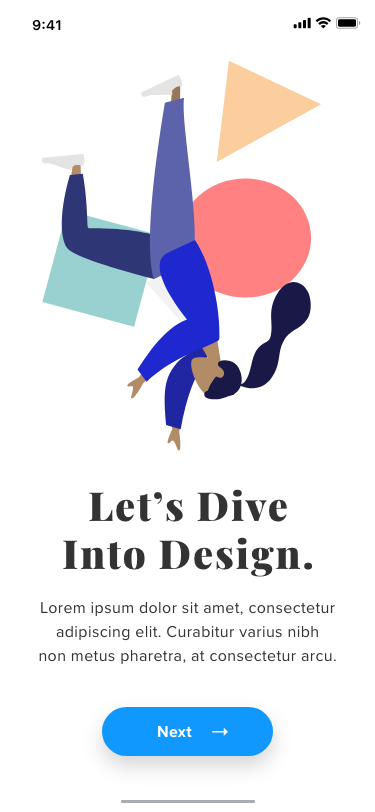 9:41
Let’s Dive
Into Design.
Lorem ipsum dolor sit amet, consectetur
adipiscing elit. Curabitur varius nibh
non metus pharetra, at consectetur arcu.
Next →